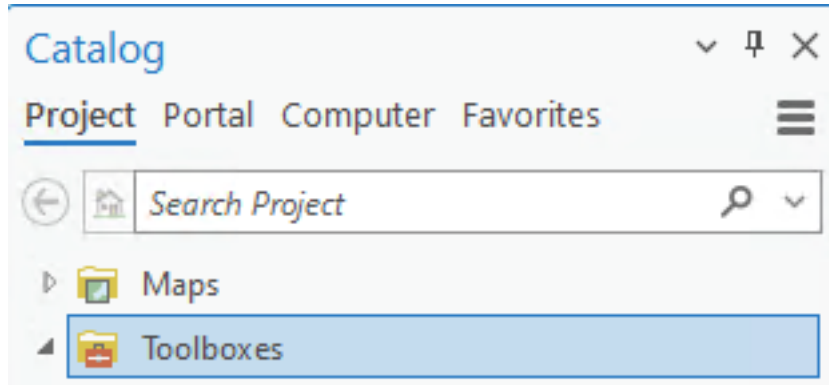 Catalog
Project Portal Computer Favorites
Search Project
Maps
Toolboxes